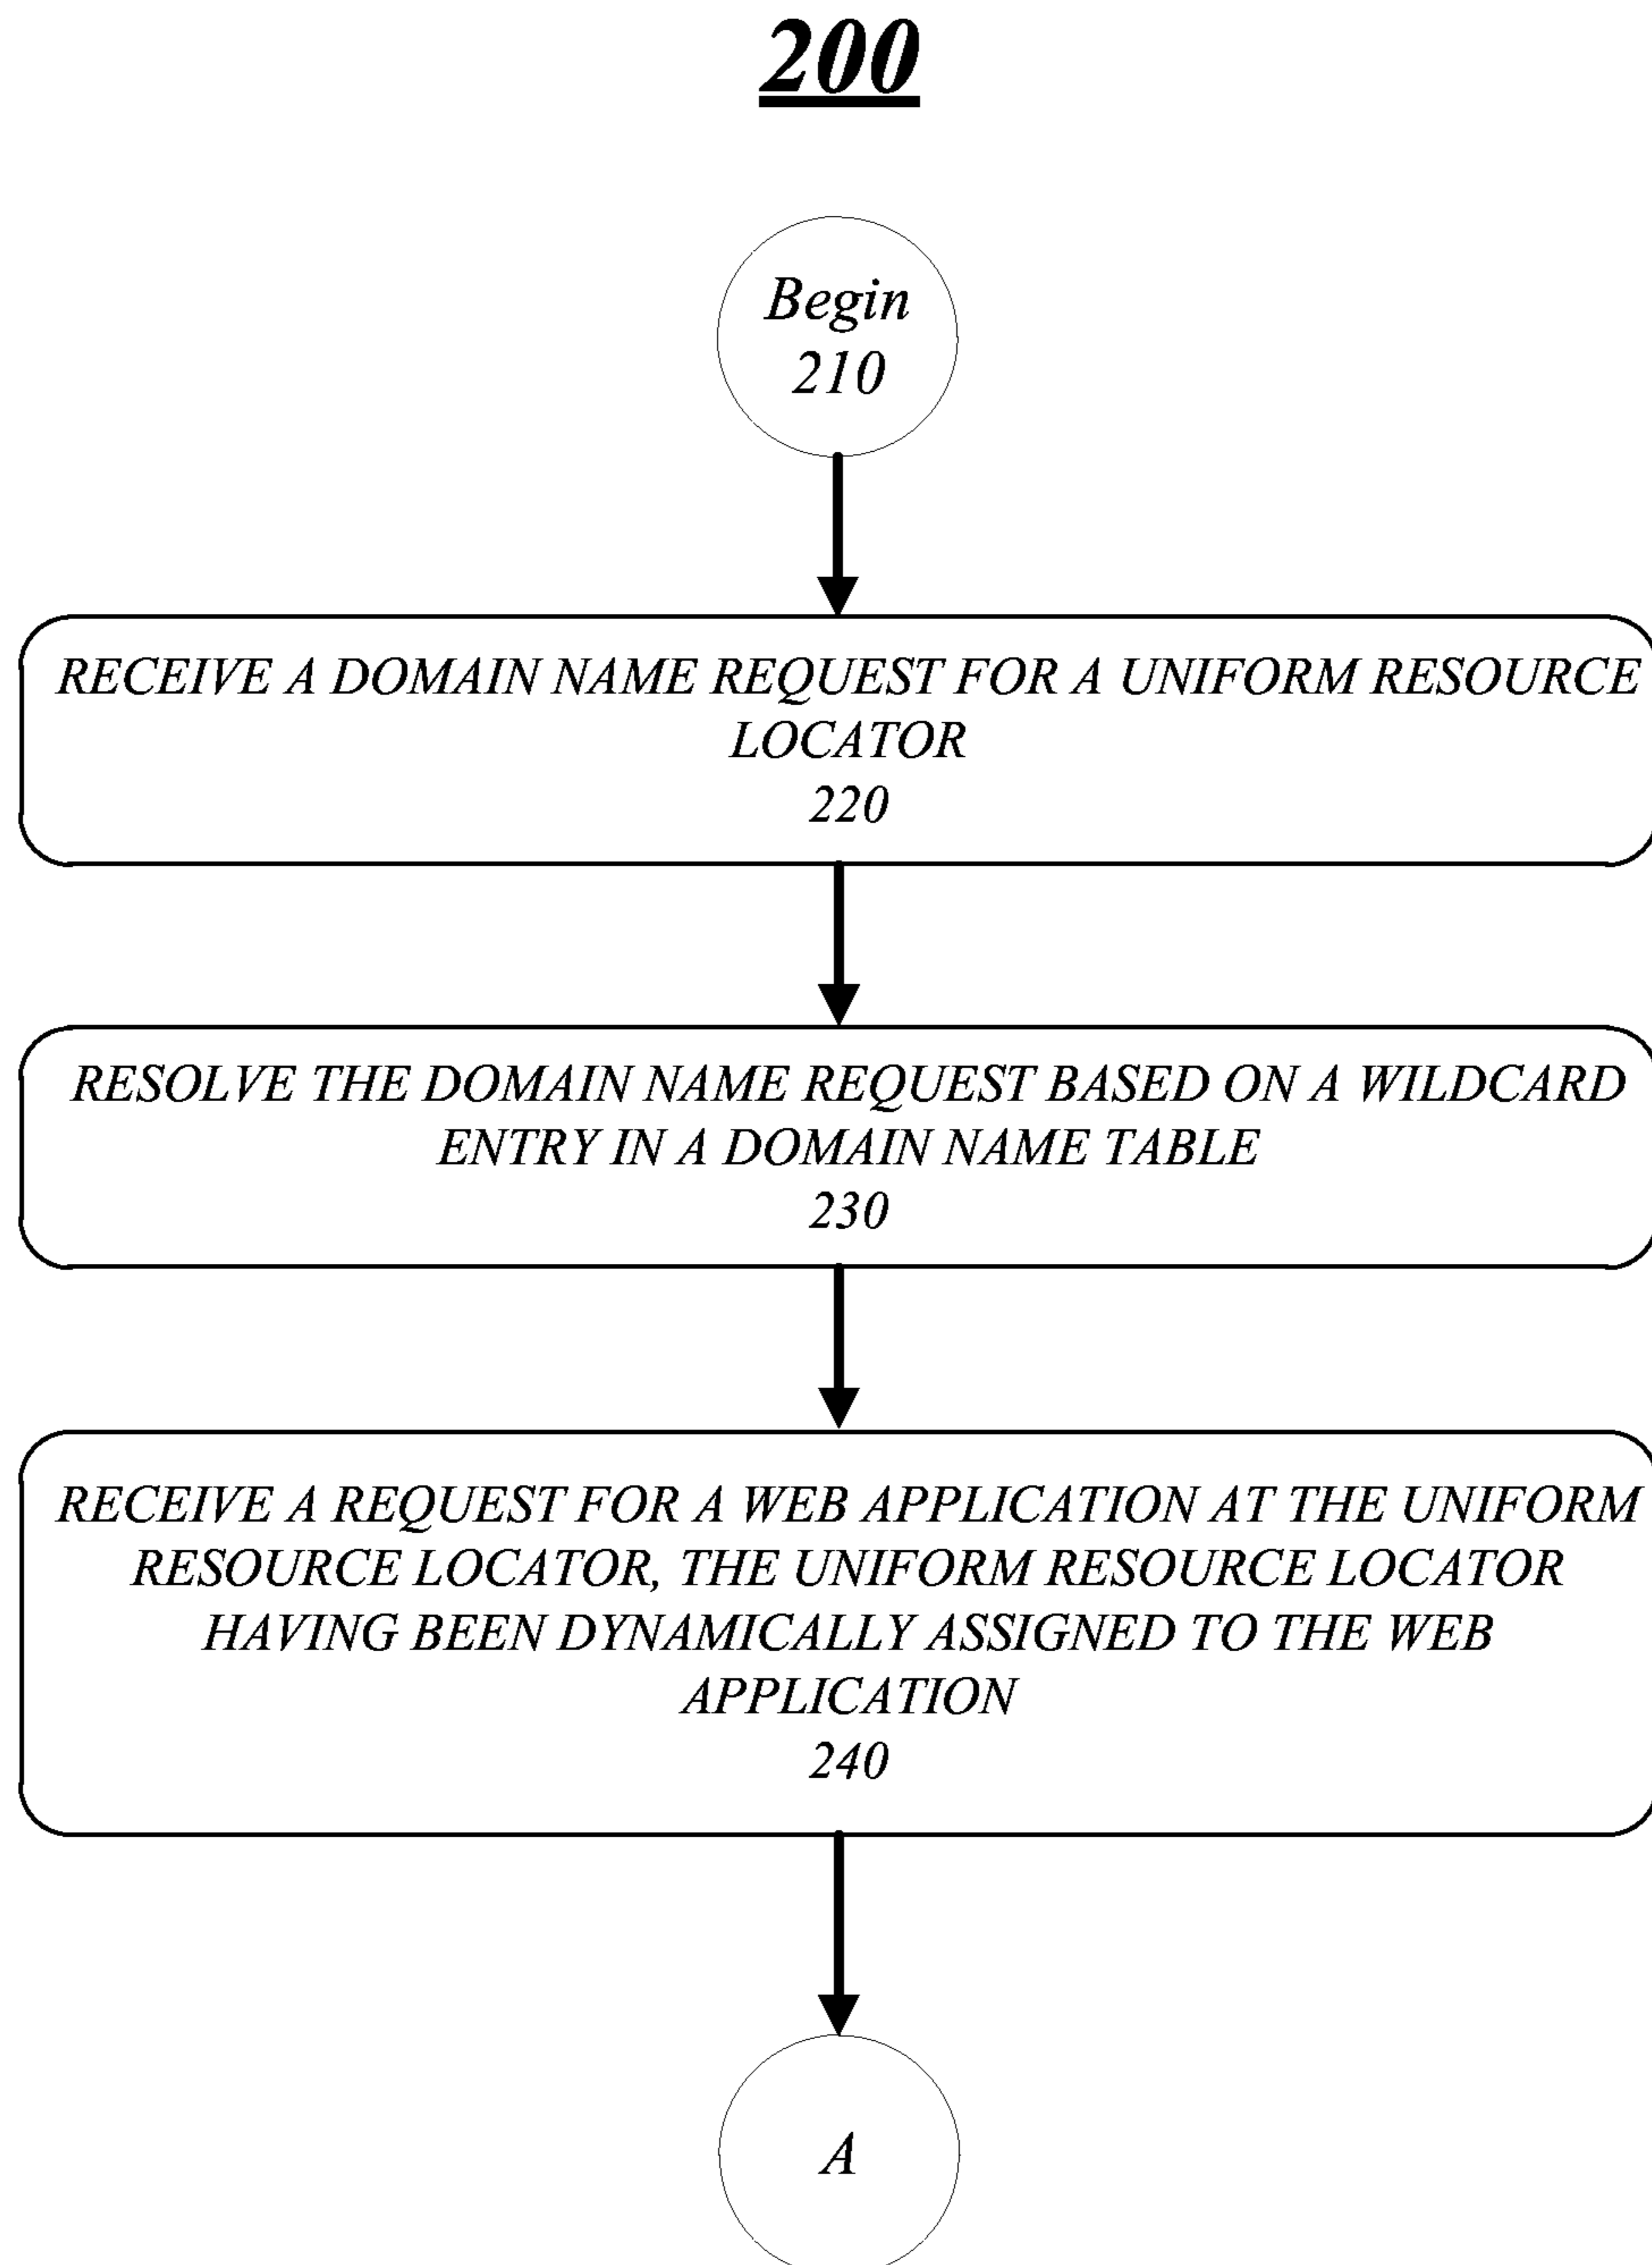 200
Begin
210
RECEIVE A DOMAIN NAME REQUEST FOR A UNIFORM RESOURCE
LOCATOR
220
RESOLVE THE DOMAIN NAME REQUEST BASED ON A WILDCARD
ENTRY IN A DOMAIN NAME TABLE
230
RECEIVE A REQUEST FOR A WEB APPLICATION AT THE UNIFORM
RESOURCE LOCATOR, THE UNIFORM RESOURCE LOCATOR
HAVING BEEN DYNAMICALLY ASSIGNED TO THE WEB
APPLICATION
240
A